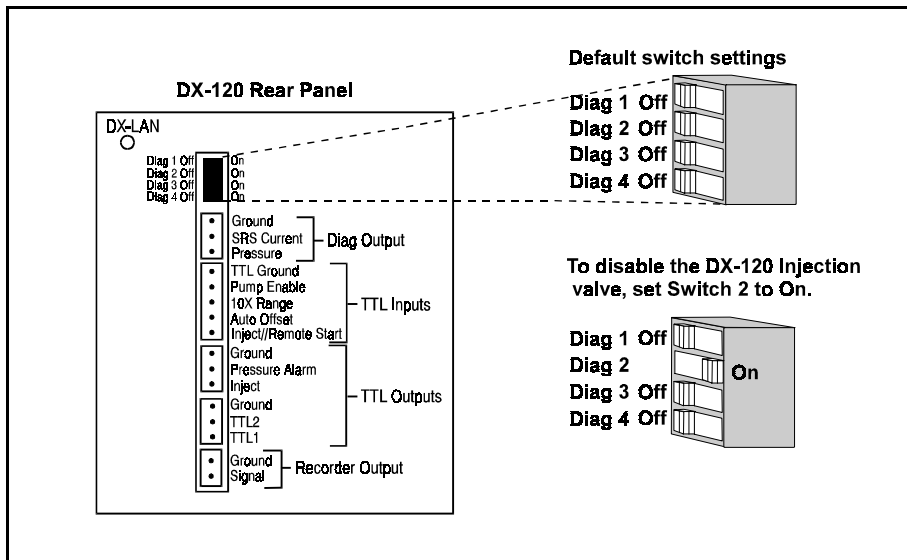 DX-120 Rear Panel
DX-LAN
Diag 1 Off On
Diag 2 Off On
Diag 3 Off On
Diag 4 Off On
Ground
SRS Current
Pressure
Diag Output
TTL Ground
Pump Enable
10X Range
Auto Offset
Inject//Remote Start
TTL Inputs
Ground
Pressure Alarm
Inject
Ground
TTL2
TTL1
TTL Outputs
Ground
Signal
Recorder Output
Default switch settings
Diag 1 Off
Diag 2 Off
Diag 3 Off
Diag 4 Off
To disable the DX-120 Injection
valve, set Switch 2 to On.
Diag 1 Off
Diag 2 On
Diag 3 Off
Diag 4 Off